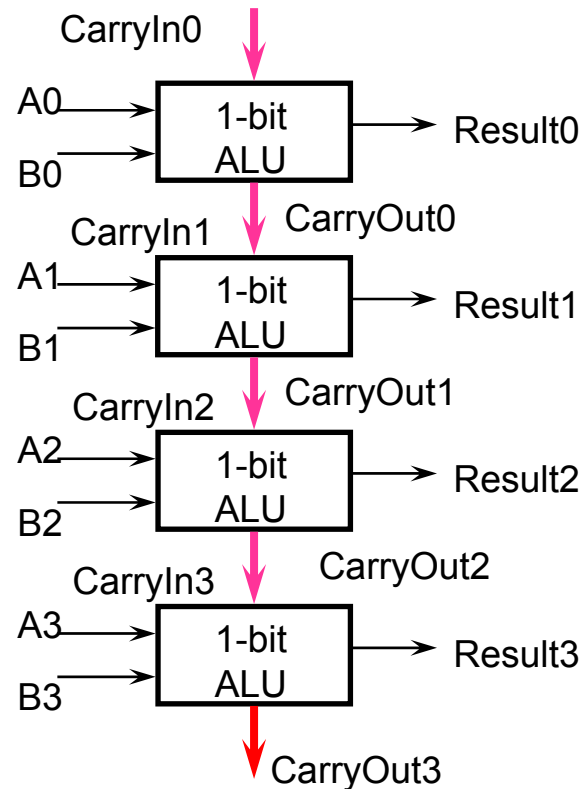 CarryIn0
A0
1-bit
ALU
Result0
B0
CarryOut0
CarryIn1
A1
1-bit
ALU
Result1
B1
CarryOut1
CarryIn2
A2
1-bit
ALU
Result2
B2
CarryOut2
CarryIn3
A3
1-bit
ALU
Result3
B3
CarryOut3